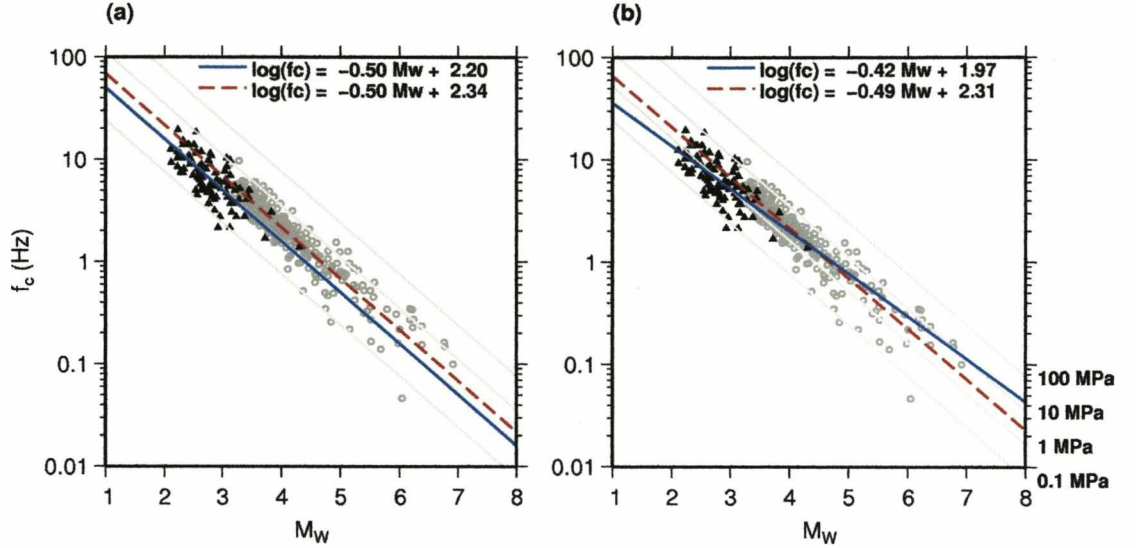 (a)
(b)
log(fc) = −0.50 Mw + 2.20
log(fc) = −0.50 Mw + 2.34
log(fc) = −0.42 Mw + 1.97
log(fc) = −0.49 Mw + 2.31
100
10
1
0.1
0.01
fc (Hz)
100
10
1
0.1
0.01
100 MPa
10 MPa
1 MPa
0.1 MPa
1 2 3 4 5 6 7 8
1 2 3 4 5 6 7 8
MW
MW